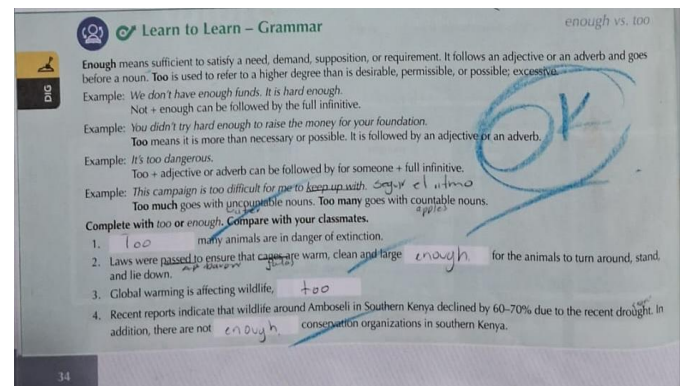 enough vs. too
Learn to Learn – Grammar
DIG
Enough means sufficient to satisfy a need, demand, supposition, or requirement. It follows an adjective or an adverb and goes
before a noun. Too is used to refer to a higher degree than is desirable, permissible, or possible; excessive.
Example: We don't have enough funds. It is hard enough.
Not + enough can be followed by the full infinitive.
Example: You didn't try hard enough to raise the money for your foundation.
Too means it is more than necessary or possible. It is followed by an adjective or an adverb.
OK
Example: It's too dangerous.
Too + adjective or adverb can be followed by for someone + full infinitive.
Example: This campaign is too difficult for me to keep up with. seguir el ritmo
Too much goes with uncountable nouns. Too many goes with countable nouns.
water apples
Complete with too or enough. Compare with your classmates.
1. Too many animals are in danger of extinction.
2. Laws were passed to ensure that cages are warm, clean and large enough for the animals to turn around, stand,
and lie down.
3. Global warming is affecting wildlife, too
4. Recent reports indicate that wildlife around Amboseli in Southern Kenya declined by 60–70% due to the recent drought. In
addition, there are not enough conservation organizations in southern Kenya.
34